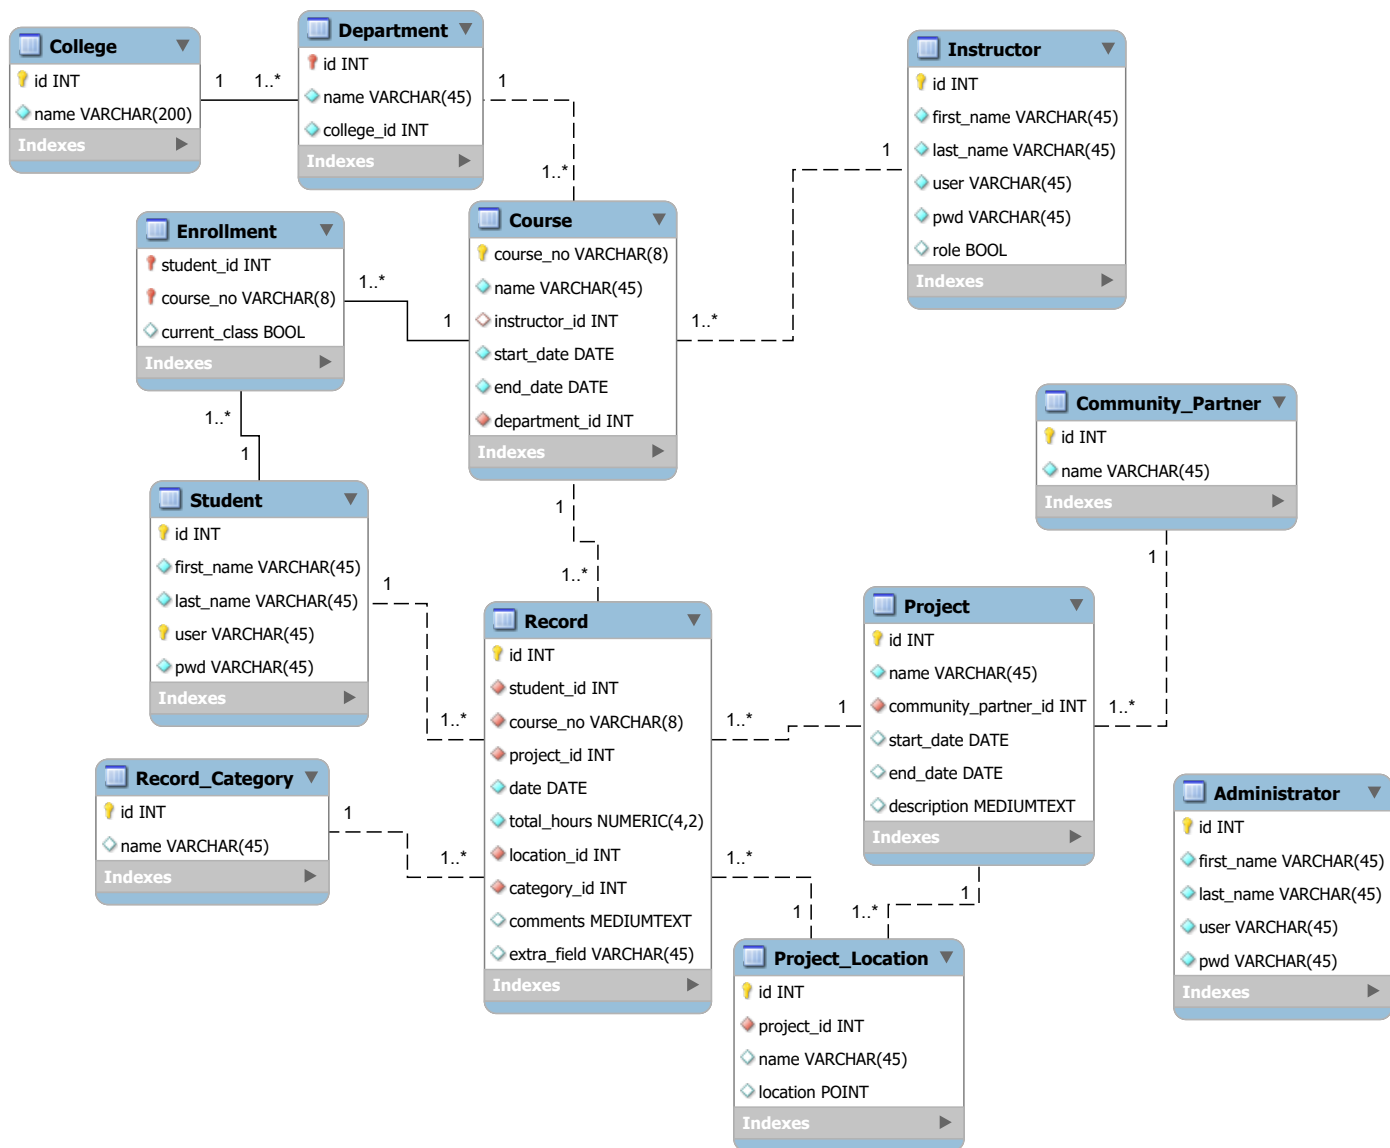 College
id INT
name VARCHAR(200)
Indexes
1
1..*
Department
id INT
name VARCHAR(45)
college_id INT
Indexes
1
1..*
Instructor
id INT
first_name VARCHAR(45)
last_name VARCHAR(45)
user VARCHAR(45)
pwd VARCHAR(45)
role BOOL
Indexes
1
1..*
Enrollment
student_id INT
course_no VARCHAR(8)
current_class BOOL
Indexes
1..*
1
1..*
1
Course
course_no VARCHAR(8)
name VARCHAR(45)
instructor_id INT
start_date DATE
end_date DATE
department_id INT
Indexes
1
1..*
Community_Partner
id INT
name VARCHAR(45)
Indexes
1
1..*
Student
id INT
first_name VARCHAR(45)
last_name VARCHAR(45)
user VARCHAR(45)
pwd VARCHAR(45)
Indexes
1
1..*
Record
id INT
student_id INT
course_no VARCHAR(8)
project_id INT
date DATE
total_hours NUMERIC(4,2)
location_id INT
category_id INT
comments MEDIUMTEXT
extra_field VARCHAR(45)
Indexes
1..*
1
1..*
1
Project
id INT
name VARCHAR(45)
community_partner_id INT
start_date DATE
end_date DATE
description MEDIUMTEXT
Indexes
1
1..*
Record_Category
id INT
name VARCHAR(45)
Indexes
1
1..*
Administrator
id INT
first_name VARCHAR(45)
last_name VARCHAR(45)
user VARCHAR(45)
pwd VARCHAR(45)
Indexes
Project_Location
id INT
project_id INT
name VARCHAR(45)
location POINT
Indexes